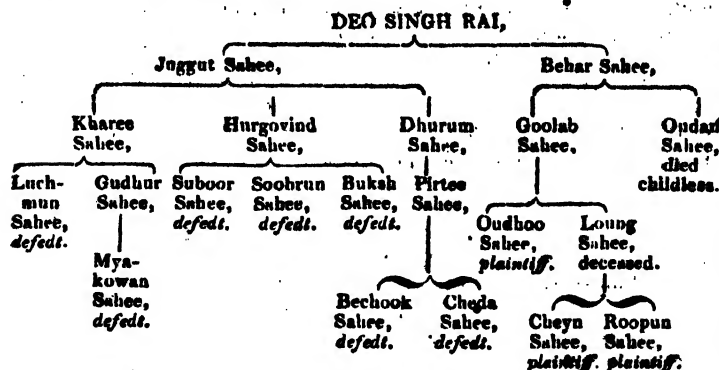 DEO SINGH RAI,
Juggut Sahee, Behar Sahee,
Kharee Hurgovind Dhurum Goolab Oudan
Sahee, Sahee, Sahee, Sahee. Sahee,
died
childless.
Luch- Gudhur Suboor Soobrun Buksh Pirtee
mun Sahee, Sahee, Sahee, Sahee, Sahee,
Sahee, defedt. defedt. defedt.
defedt.
Oudhoo Loung
Sahee, Sahee,
plaintiff. deceased.
Mya-
kowan
Sahee,
defedt.
Bechook Cheda
Sahee, Sahee,
defedt. defedt.
Cheyn Roopun
Sahee, Sahee,
plaintiff. plaintiff.